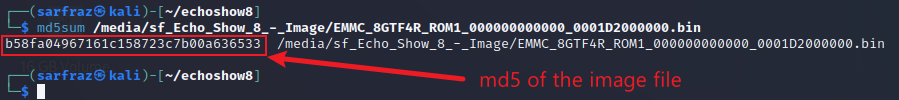 ┌──(sarfraz㉿kali)-[~/echoshow8]
└─$ md5sum /media/sf_Echo_Show_8_-_Image/EMMC_8GTF4R_ROM1_000000000000_0001D2000000.bin
b58fa04967161c158723c7b00a636533  /media/sf_Echo_Show_8_-_Image/EMMC_8GTF4R_ROM1_000000000000_0001D2000000.bin
┌──(sarfraz㉿kali)-[~/echoshow8]
└─$
md5 of the image file